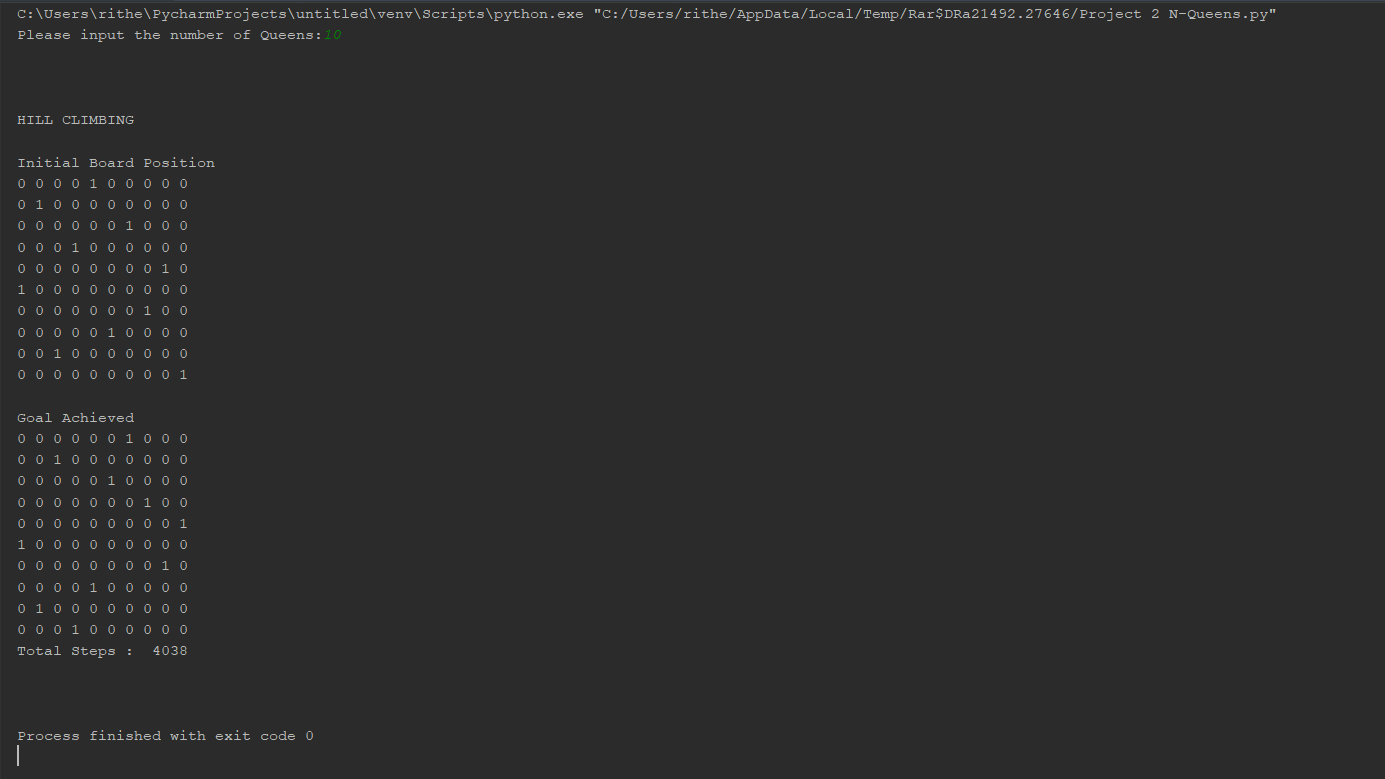 C:\Users\rithe\PycharmProjects\untitled\venv\Scripts\python.exe "C:/Users/rithe/AppData/Local/Temp/Rar$DRa21492.27646/Project 2 N-Queens.py"
Please input the number of Queens:10
HILL CLIMBING
Initial Board Position
0 0 0 0 1 0 0 0 0 0
0 1 0 0 0 0 0 0 0 0
0 0 0 0 0 0 1 0 0 0
0 0 0 1 0 0 0 0 0 0
0 0 0 0 0 0 0 0 1 0
1 0 0 0 0 0 0 0 0 0
0 0 0 0 0 0 0 1 0 0
0 0 0 0 0 1 0 0 0 0
0 0 1 0 0 0 0 0 0 0
0 0 0 0 0 0 0 0 0 1
Goal Achieved
0 0 0 0 0 0 1 0 0 0
0 0 1 0 0 0 0 0 0 0
0 0 0 0 0 1 0 0 0 0
0 0 0 0 0 0 0 1 0 0
0 0 0 0 0 0 0 0 0 1
1 0 0 0 0 0 0 0 0 0
0 0 0 0 0 0 0 0 1 0
0 0 0 0 1 0 0 0 0 0
0 1 0 0 0 0 0 0 0 0
0 0 0 1 0 0 0 0 0 0
Total Steps :  4038
Process finished with exit code 0